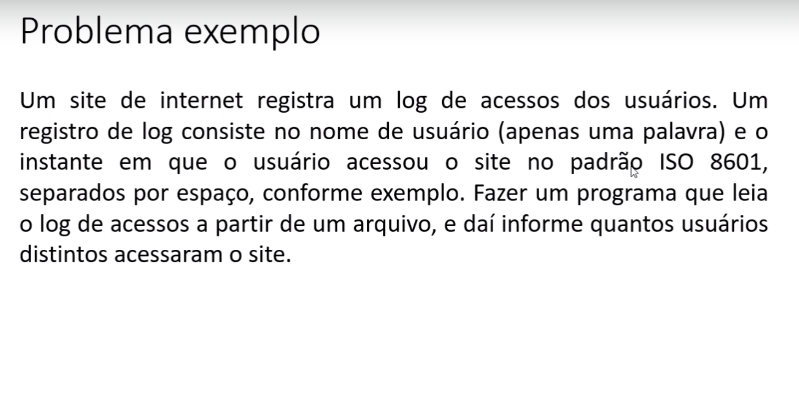 Problema exemplo
Um site de internet registra um log de acessos dos usuários. Um
registro de log consiste no nome de usuário (apenas uma palavra) e o
instante em que o usuário acessou o site no padrão ISO 8601,
separados por espaço, conforme exemplo. Fazer um programa que leia
o log de acessos a partir de um arquivo, e daí informe quantos usuários
distintos acessaram o site.